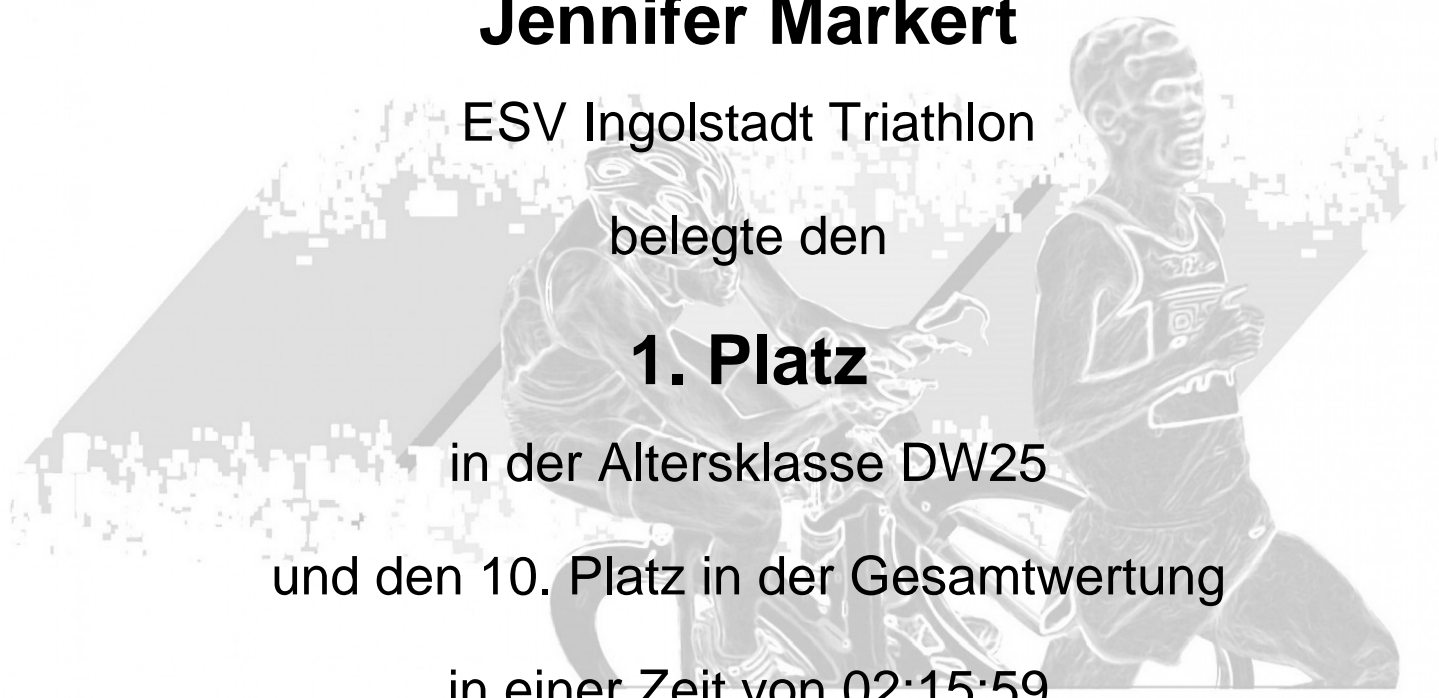 Jennifer Markert
ESV Ingolstadt Triathlon
belegte den
1. Platz
in der Altersklasse DW25
und den 10. Platz in der Gesamtwertung
in einer Zeit von 02:15:59